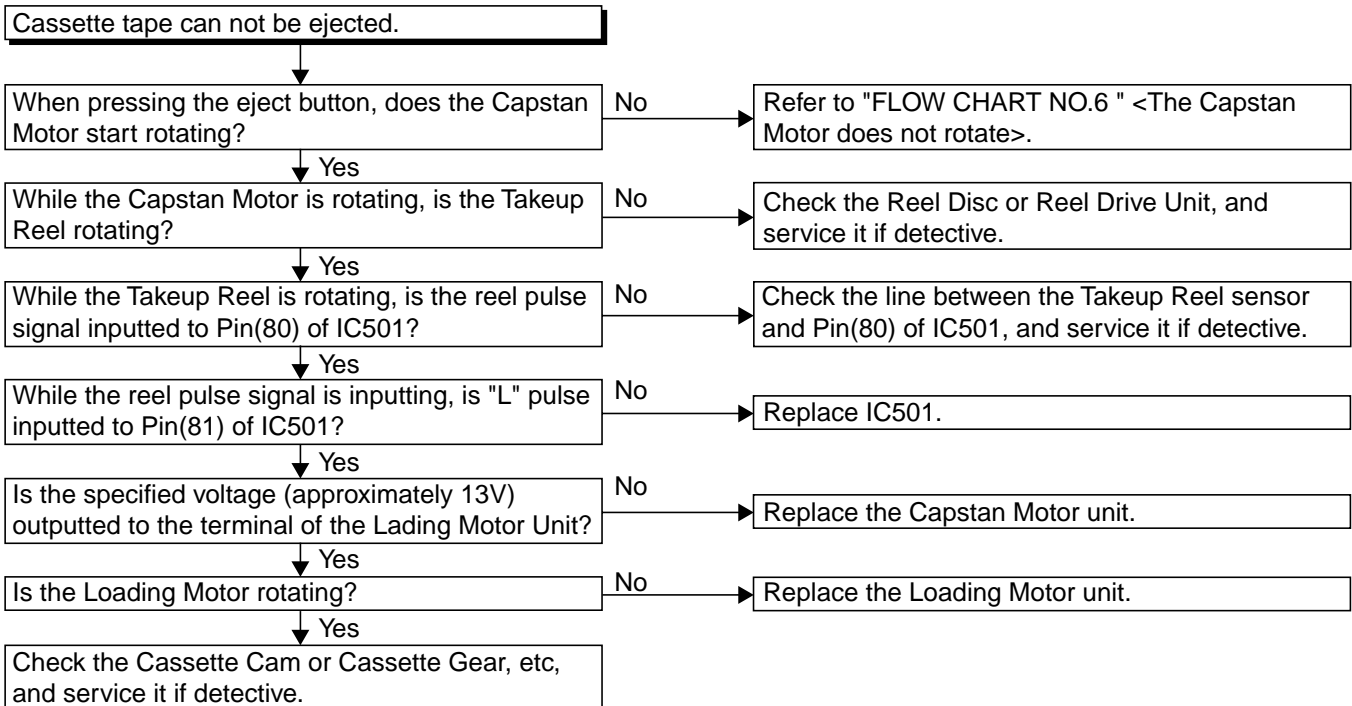 Cassette tape can not be ejected.
When pressing the eject button, does the Capstan
Motor start rotating?
No
Refer to "FLOW CHART NO.6 " <The Capstan
Motor does not rotate>.
Yes
While the Capstan Motor is rotating, is the Takeup
Reel rotating?
No
Check the Reel Disc or Reel Drive Unit, and
service it if detective.
Yes
While the Takeup Reel is rotating, is the reel pulse
signal inputted to Pin(80) of IC501?
No
Check the line between the Takeup Reel sensor
and Pin(80) of IC501, and service it if detective.
Yes
While the reel pulse signal is inputting, is "L" pulse
inputted to Pin(81) of IC501?
No
Replace IC501.
Yes
Is the specified voltage (approximately 13V)
outputted to the terminal of the Lading Motor Unit?
No
Replace the Capstan Motor unit.
Yes
Is the Loading Motor rotating?
No
Replace the Loading Motor unit.
Yes
Check the Cassette Cam or Cassette Gear, etc,
and service it if detective.